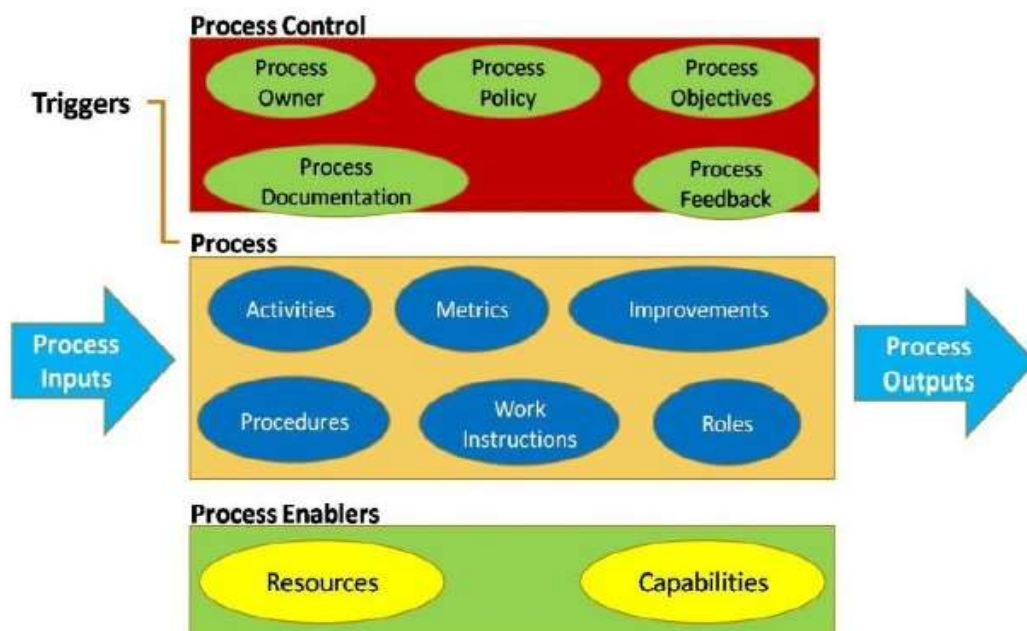 Process Control
Process
Owner
Process
Policy
Process
Objectives
Triggers
Process
Documentation
Process
Feedback
Process
Activities
Metrics
Improvements
Process
Inputs
Process
Outputs
Procedures
Work
Instructions
Roles
Process Enablers
Resources
Capabilities